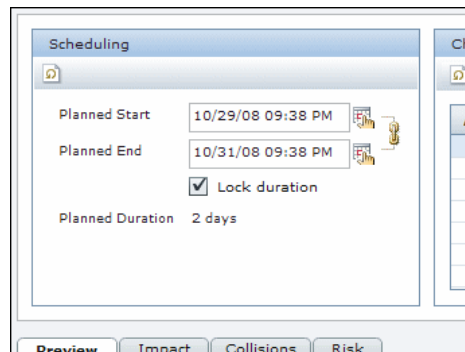 Scheduling
Planned Start 10/29/08 09:38 PM
Planned End 10/31/08 09:38 PM
Lock duration
Planned Duration 2 days
Preview Impact Collisions Risk